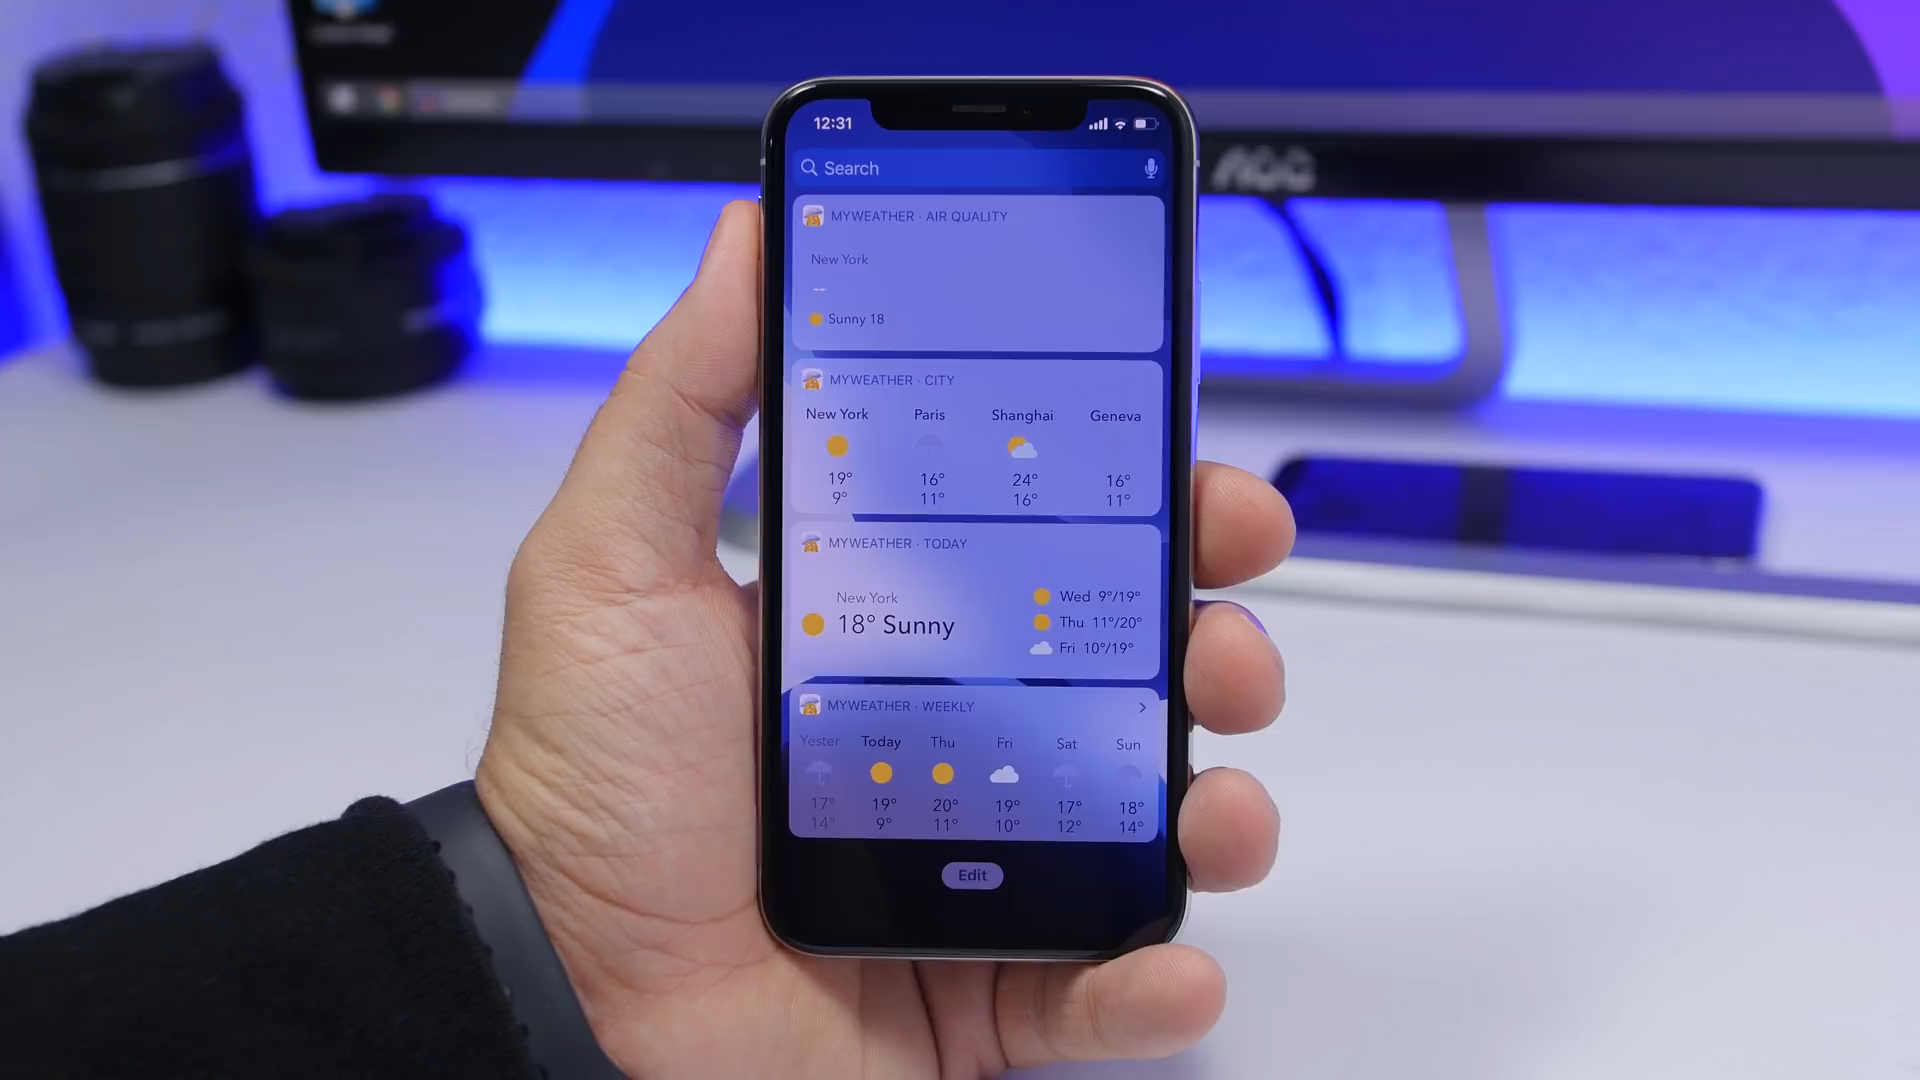 12:31
Search
MYWEATHER · AIR QUALITY
New York
--
Sunny 18
MYWEATHER · CITY
New York Paris Shanghai Geneva
19° 16° 24° 16°
9° 11° 16° 11°
MYWEATHER · TODAY
New York
18° Sunny
Wed 9°/19°
Thu 11°/20°
Fri 10°/19°
MYWEATHER · WEEKLY
Yester Today Thu Fri Sat Sun
17° 19° 20° 19° 17° 18°
14° 9° 11° 10° 12° 14°
Edit
AOC